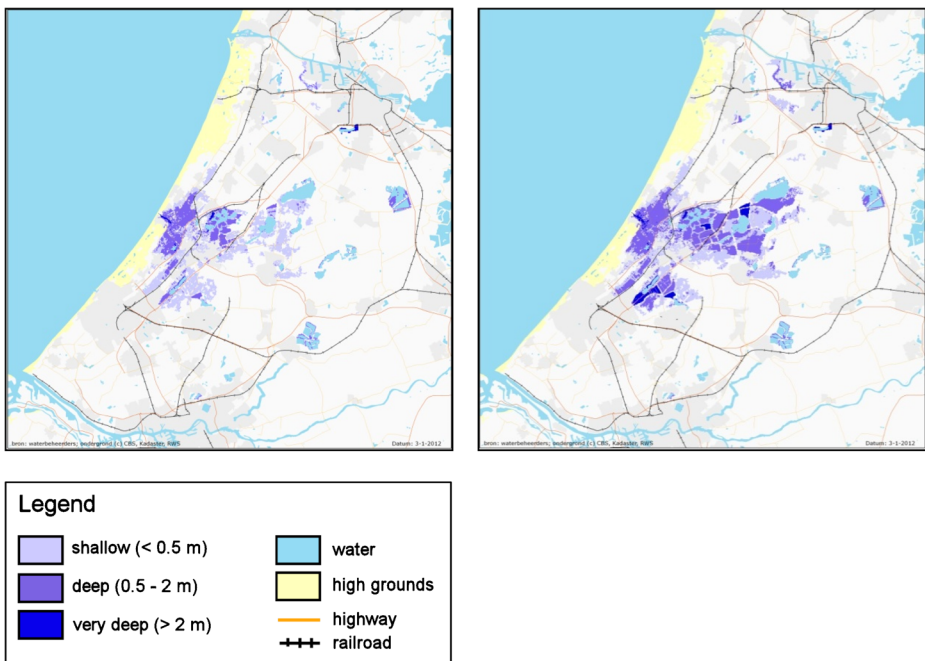 bron: waterbeheerders; ondergrond (c) CBS, Kadaster, RWS
Datum: 3-1-2012
bron: waterbeheerders; ondergrond (c) CBS, Kadaster, RWS
Datum: 3-1-2012
Legend
shallow (< 0.5 m)
deep (0.5 - 2 m)
very deep (> 2 m)
water
high grounds
highway
railroad